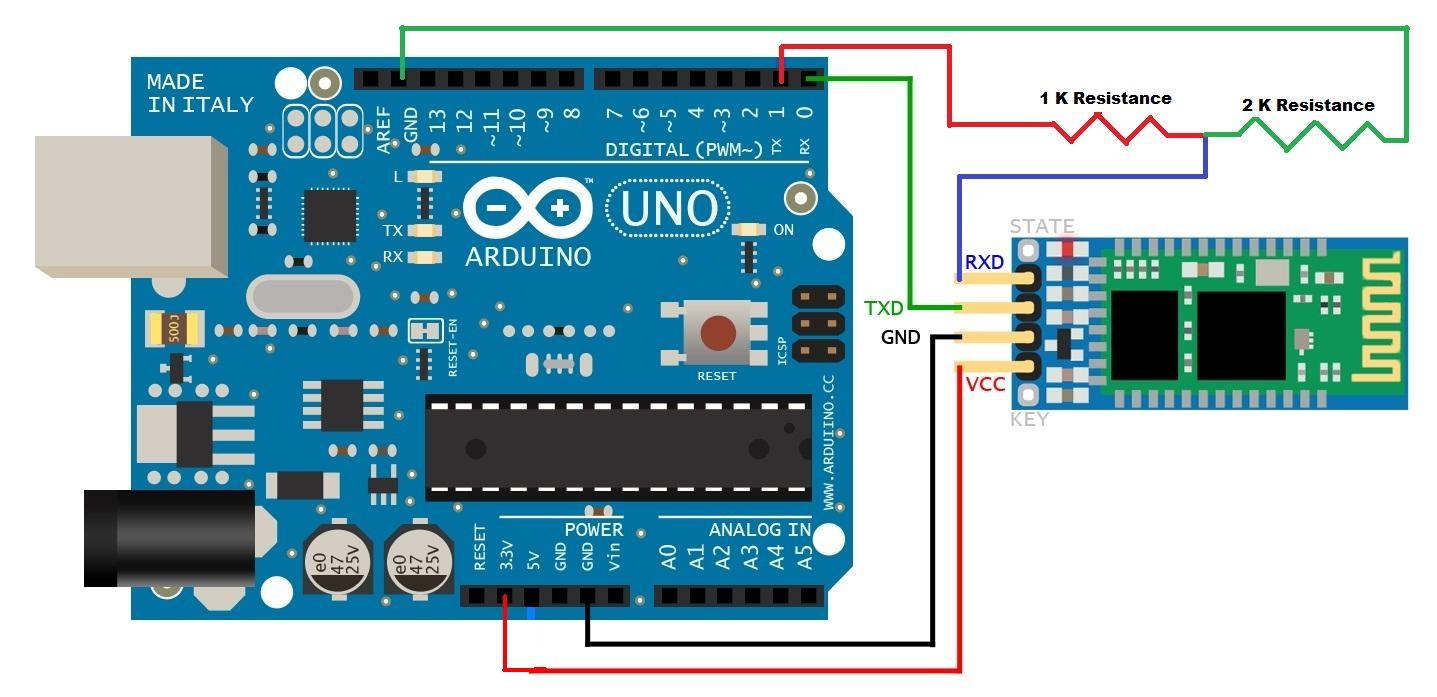 MADE
IN ITALY
AREF
GND
13
12
~11
~10
~9
8
7
~6
~5
4
~3
2
1
0
DIGITAL (PWM~)
TX
RX
L
TX
RX
ON
™
UNO
ARDUINO
1 K Resistance
2 K Resistance
STATE
RXD
TXD
GND
VCC
KEY
500J
RESET-EN
RESET
ICSP
WWW.ARDUIINO.CC
e0
47
25V
e0
47
25V
POWER
ANALOG IN
RESET
3.3V
5V
GND
GND
Vin
A0
A1
A2
A3
A4
A5